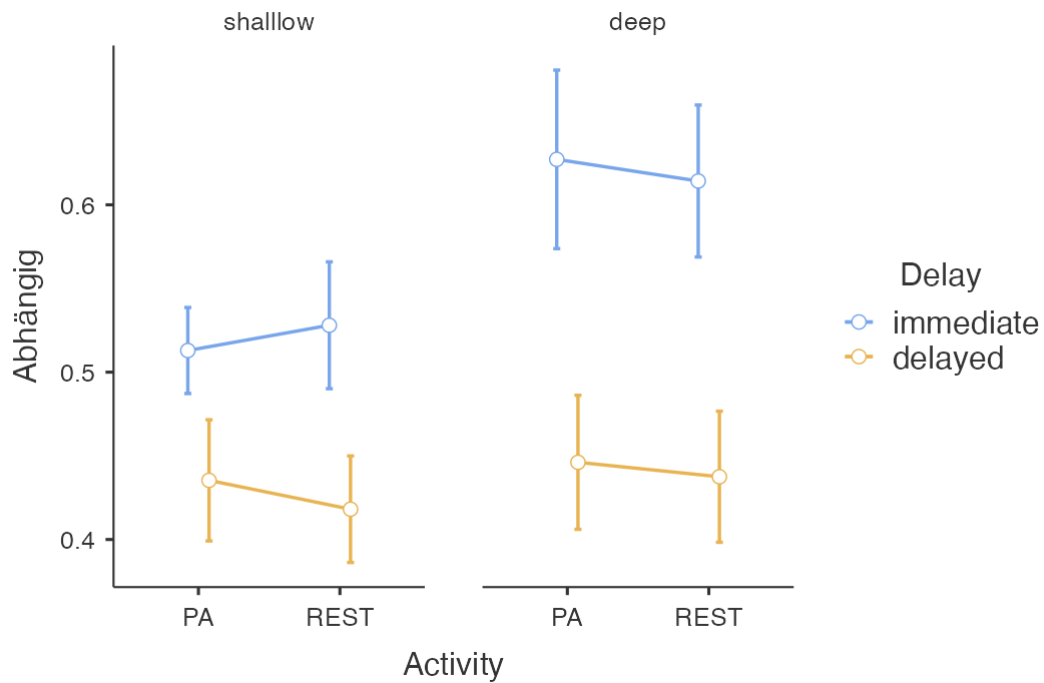 shalllow
deep
0.6
0.5
0.4
Abhängig
PA
REST
PA
REST
Activity
Delay
immediate
delayed